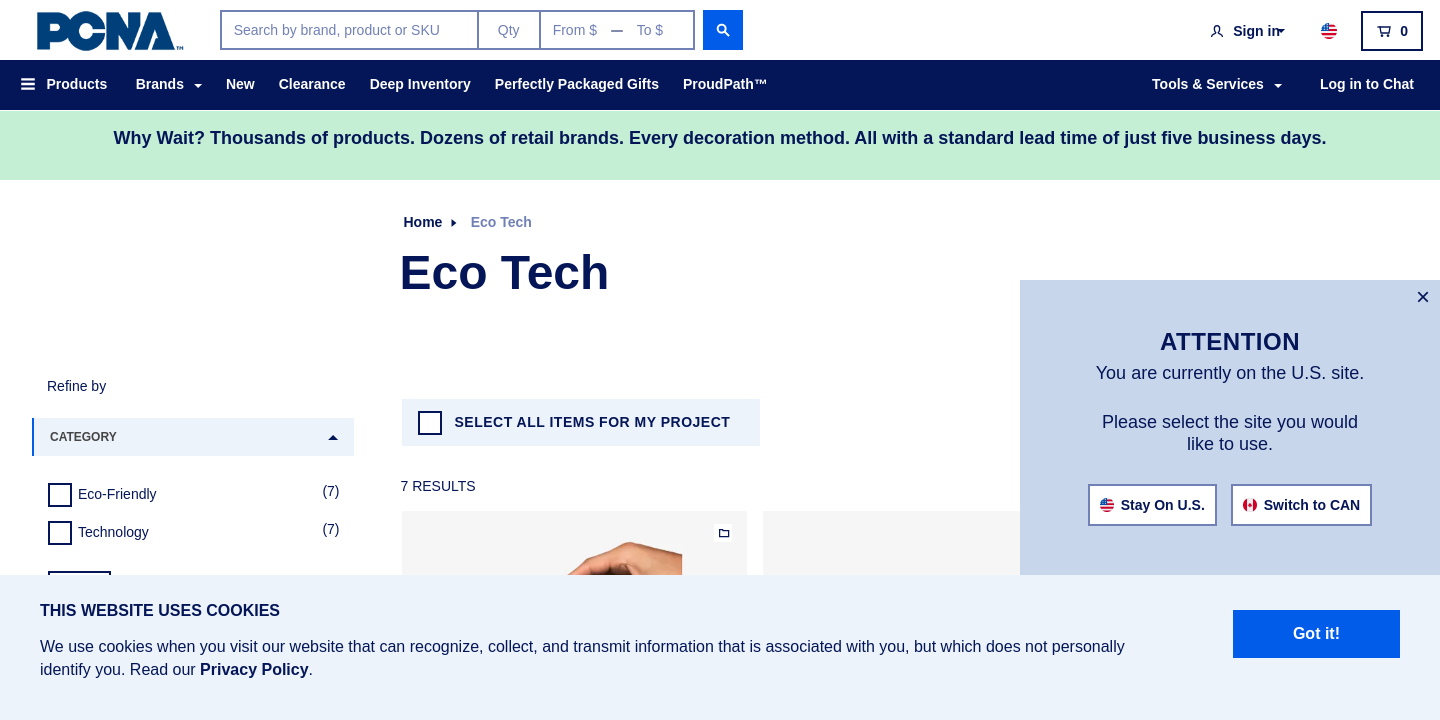 PCNA™
Search by brand, product or SKU
Qty
From $ — To $
Sign in
0
Products
Brands
New
Clearance
Deep Inventory
Perfectly Packaged Gifts
ProudPath™
Tools & Services
Log in to Chat
Why Wait? Thousands of products. Dozens of retail brands. Every decoration method. All with a standard lead time of just five business days.
Home
Eco Tech
Eco Tech
Refine by
CATEGORY
Eco-Friendly (7)
Technology (7)
SELECT ALL ITEMS FOR MY PROJECT
7 RESULTS
ATTENTION
You are currently on the U.S. site.
Please select the site you would
like to use.
Stay On U.S.
Switch to CAN
THIS WEBSITE USES COOKIES
We use cookies when you visit our website that can recognize, collect, and transmit information that is associated with you, but which does not personally
identify you. Read our Privacy Policy.
Got it!